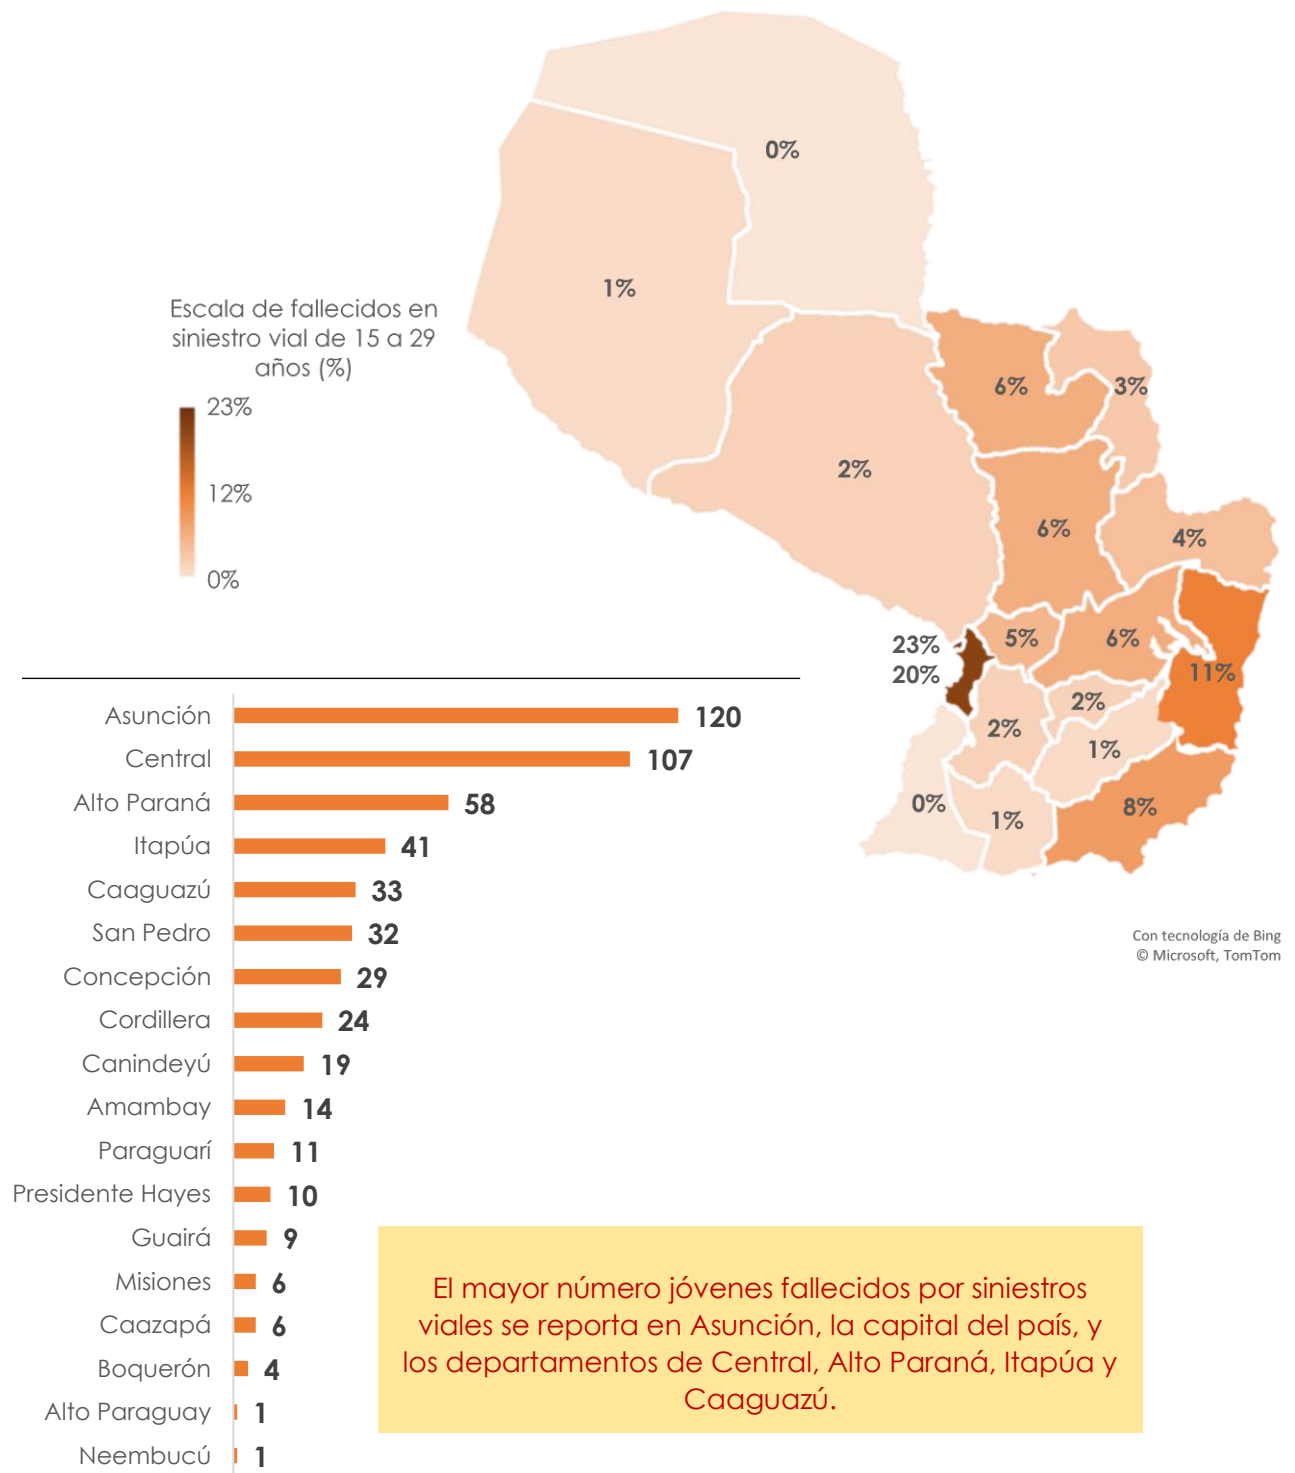 0%
1%
Escala de fallecidos en
siniestro vial de 15 a 29
años (%)
23%
12%
0%
6%
3%
2%
6%
4%
23%
20%
5%
6%
11%
2%
2%
1%
0%
1%
8%
Con tecnología de Bing
© Microsoft, TomTom
Asunción 120
Central 107
Alto Paraná 58
Itapúa 41
Caaguazú 33
San Pedro 32
Concepción 29
Cordillera 24
Canindeyú 19
Amambay 14
Paraguarí 11
Presidente Hayes 10
Guairá 9
Misiones 6
Caazapá 6
Boquerón 4
Alto Paraguay 1
Neembucú 1
El mayor número jóvenes fallecidos por siniestros
viales se reporta en Asunción, la capital del país, y
los departamentos de Central, Alto Paraná, Itapúa y
Caaguazú.